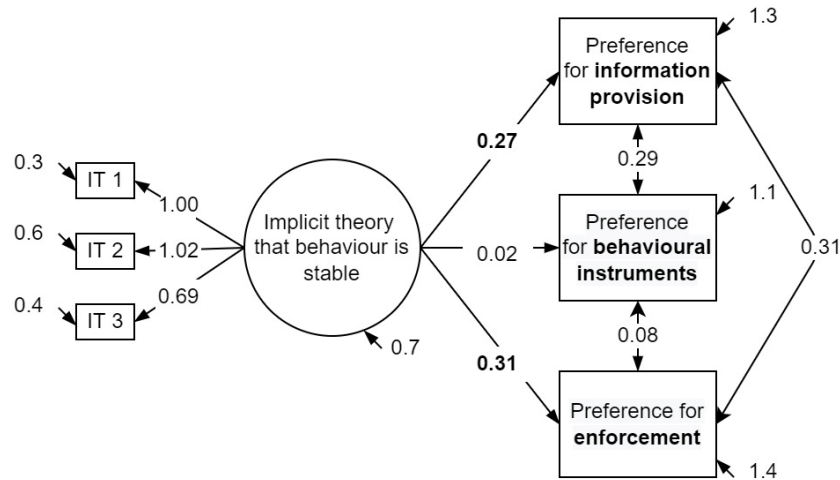 1.3
Preference
for information
provision
0.27
0.3
IT 1
1.00
0.29
Implicit theory
that behaviour is
stable
0.6
IT 2
1.02
0.02
Preference
for behavioural
instruments
1.1
0.31
0.4
IT 3
0.69
0.7
0.31
0.08
Preference for
enforcement
1.4